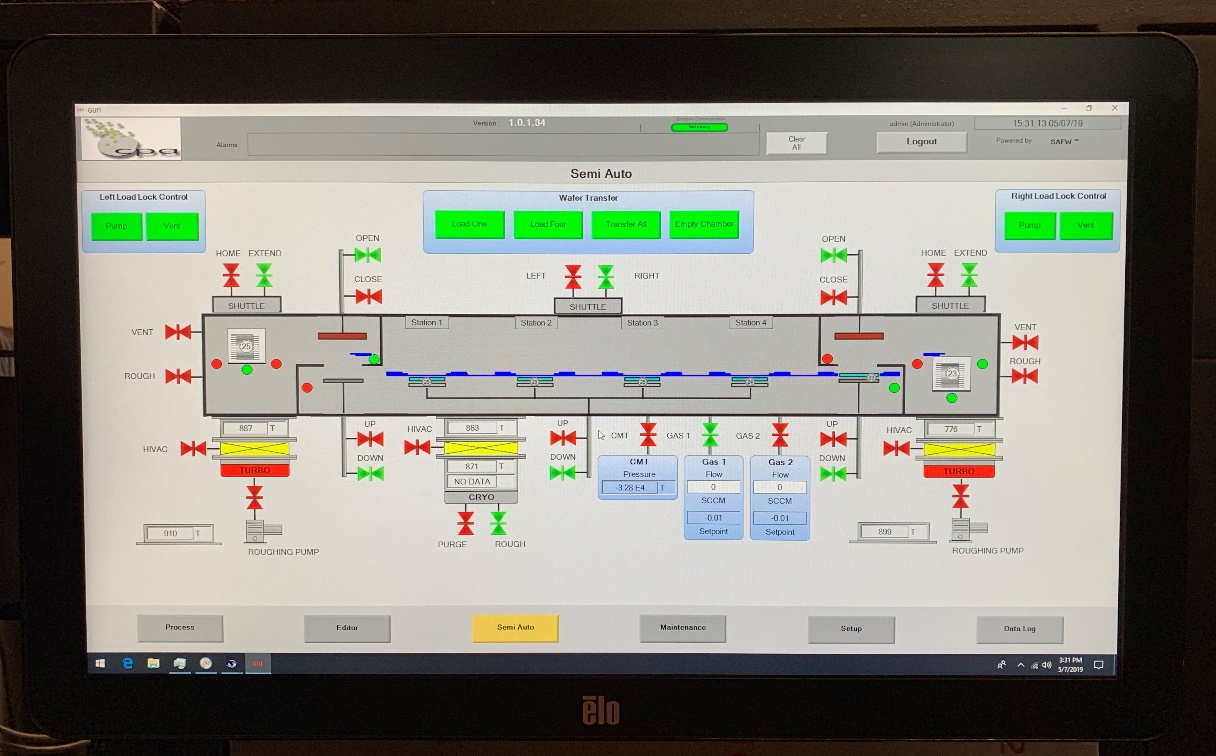 GUI
cpa
Version : 1.0.1.34
Alarms:
Clear All
admin (Administrator)
Logout
15:31:13 05/07/19
Powered by SAFW™
Semi Auto
Left Load Lock Control
Pump Vent
Wafer Transfer
Load One Load Four Transfer All Empty Chamber
Right Load Lock Control
Pump Vent
OPEN
CLOSE
HOME EXTEND
SHUTTLE
LEFT RIGHT
SHUTTLE
OPEN
CLOSE
HOME EXTEND
SHUTTLE
VENT
ROUGH
25
Station 1 Station 2 Station 3 Station 4
23
VENT
ROUGH
887 T
HIVAC
TURBO
UP
DOWN
HIVAC
863 T
871 T
NO DATA
CRYO
PURGE ROUGH
UP
DOWN
CMT GAS 1 GAS 2
CMT
Pressure
-3.28 E4 T
Gas 1
Flow
0
SCCM
-0.01
Setpoint
Gas 2
Flow
0
SCCM
-0.01
Setpoint
UP
DOWN
HIVAC
776 T
TURBO
910 T
ROUGHING PUMP
899 T
ROUGHING PUMP
Process Editor Semi Auto Maintenance Setup Data Log
GUI
3:31 PM
5/7/2019
elo